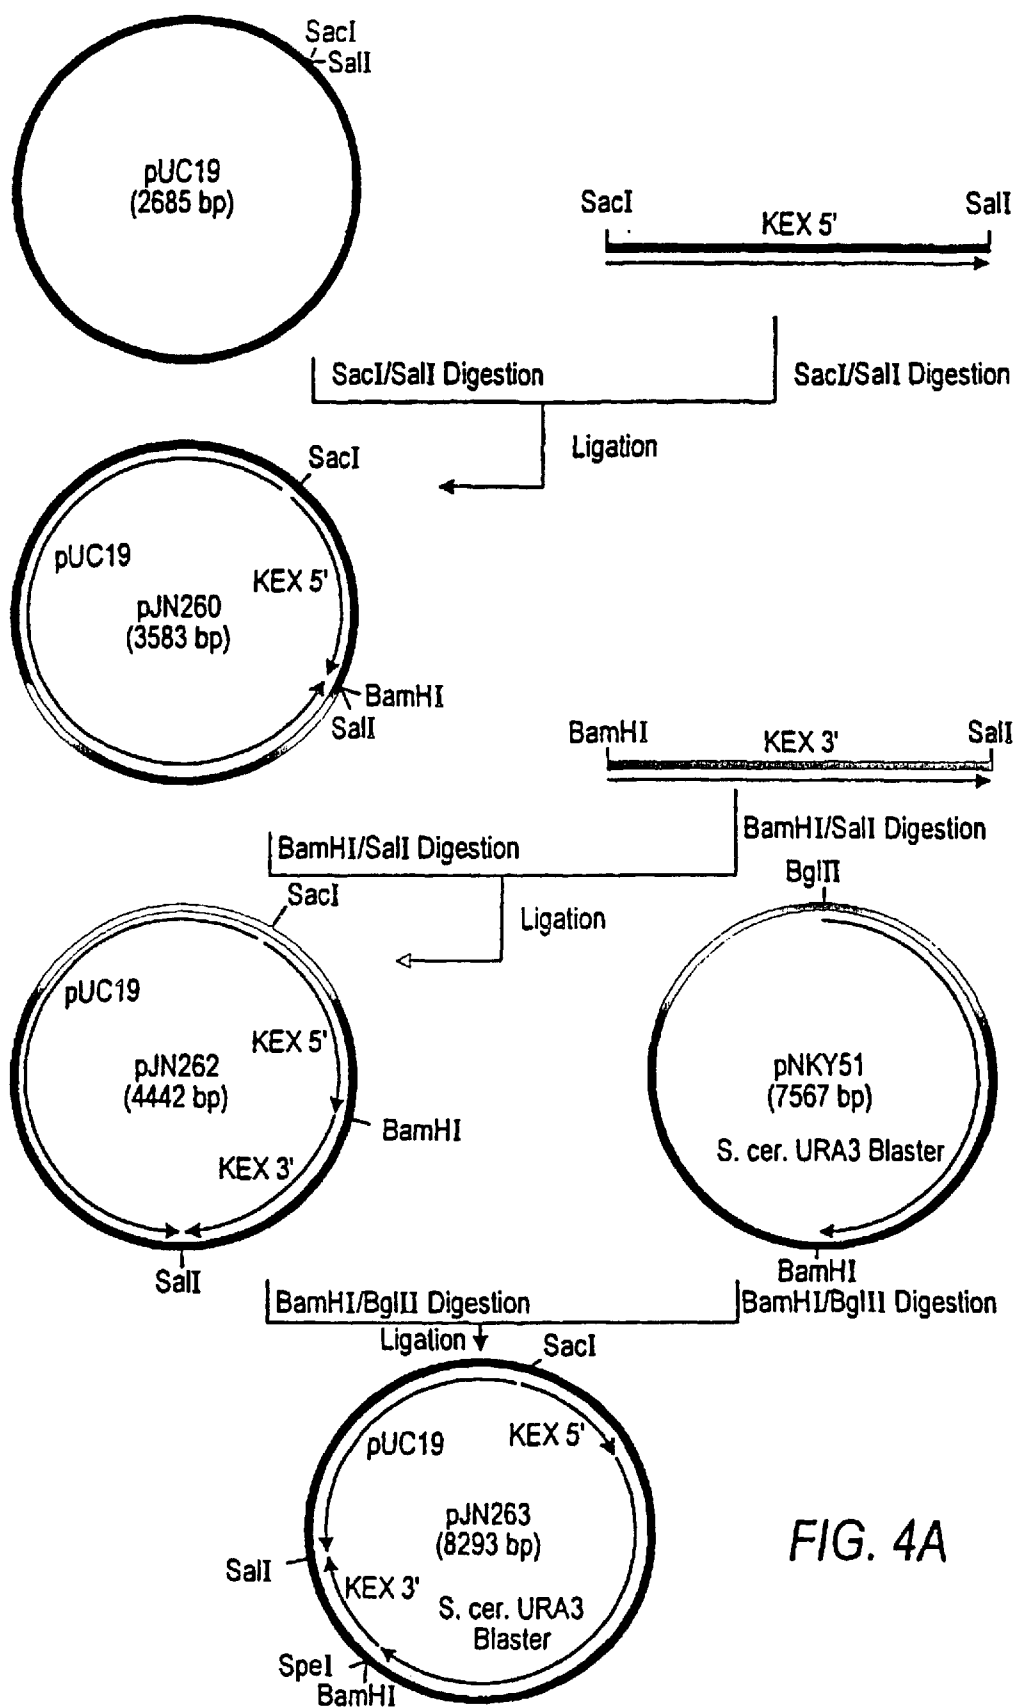 SacI
SalI
pUC19
(2685 bp)
SacI
KEX 5'
SalI
SacI/SalI Digestion
SacI/SalI Digestion
Ligation
SacI
pUC19
KEX 5'
pJN260
(3583 bp)
BamHI
SalI
BamHI
KEX 3'
SalI
BamHI/SalI Digestion
BamHI/SalI Digestion
Ligation
SacI
pUC19
KEX 5'
pJN262
(4442 bp)
BamHI
KEX 3'
SalI
BglII
pNKY51
(7567 bp)
S. cer. URA3 Blaster
BamHI
BamHI/BglII Digestion
BamHI/BglII Digestion
Ligation
SacI
pUC19
KEX 5'
pJN263
(8293 bp)
SalI
KEX 3'
S. cer. URA3
Blaster
SpeI
BamHI
FIG. 4A